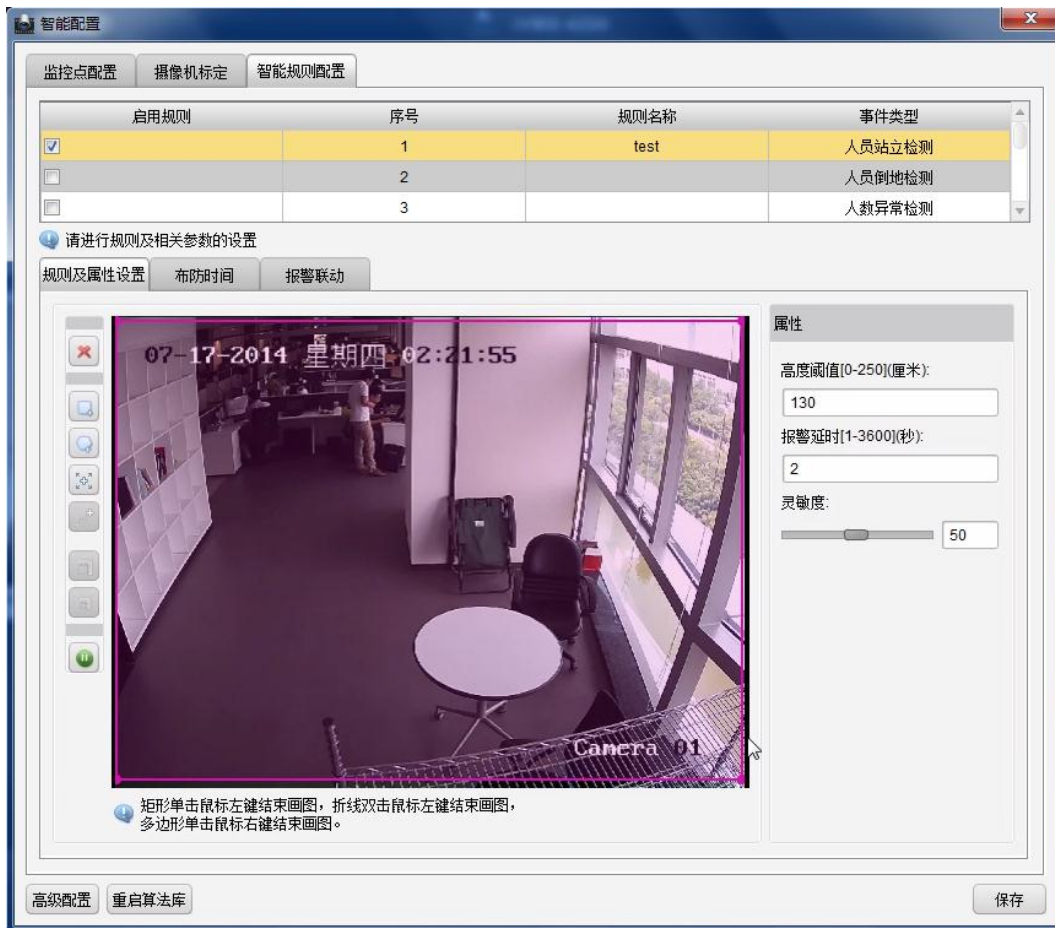 智能配置
监控点配置 摄像机标定 智能规则配置
启用规则 序号 规则名称 事件类型
1 test 人员站立检测
2 人员倒地检测
3 人数异常检测
请进行规则及相关参数的设置
规则及属性设置 布防时间 报警联动
属性
07-17-2014 星期四 02:21:55
高度阈值[0-250](厘米):
130
报警延时[1-3600](秒):
2
灵敏度:
50
Camera 01
矩形单击鼠标左键结束画图，折线双击鼠标左键结束画图，
多边形单击鼠标右键结束画图。
高级配置 重启算法库 保存